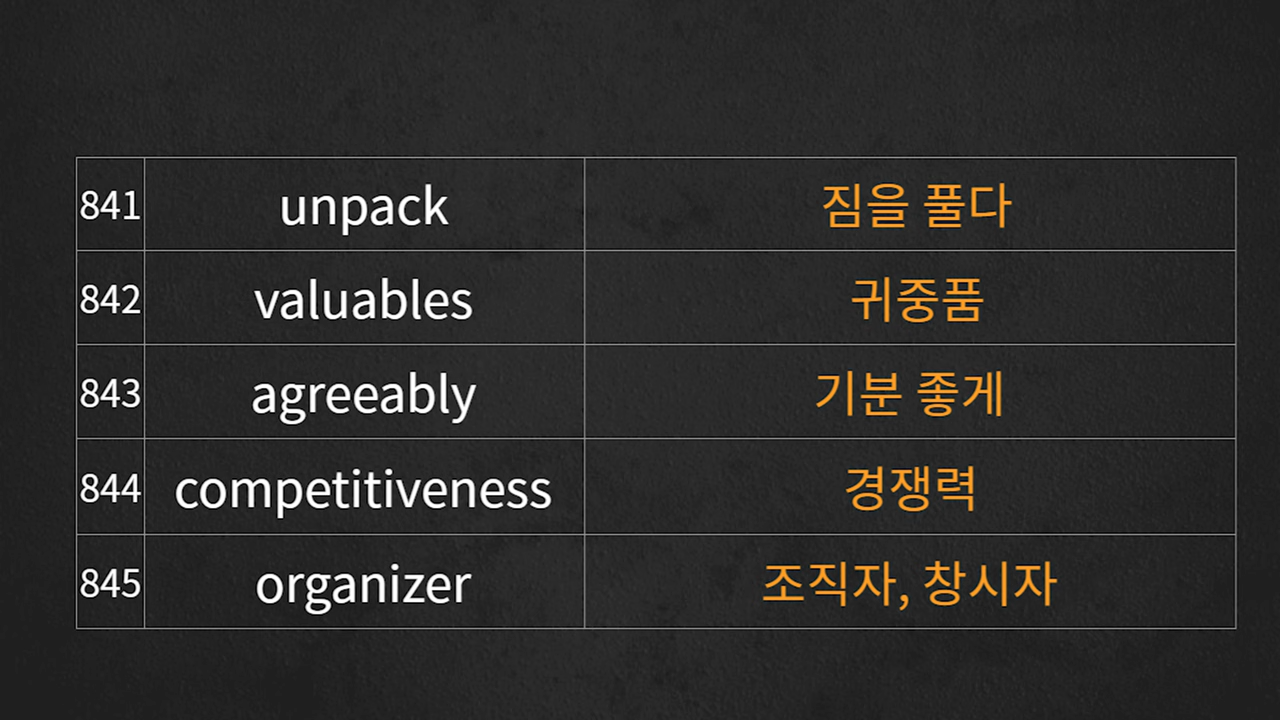 841 unpack 짐을 풀다
842 valuables 귀중품
843 agreeably 기분 좋게
844 competitiveness 경쟁력
845 organizer 조직자, 창시자